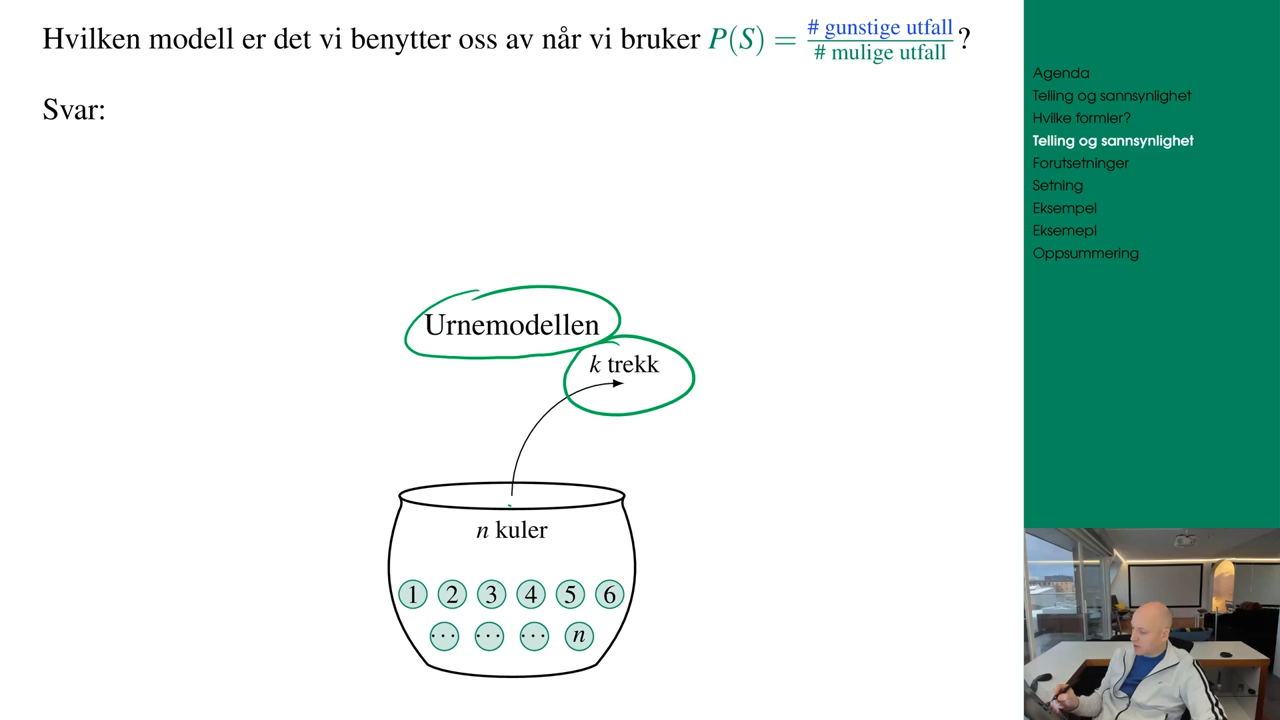 Hvilken modell er det vi benytter oss av når vi bruker P(S) = # gunstige utfall / # mulige utfall ?
Svar:
Urnemodellen
k trekk
n kuler
1 2 3 4 5 6
··· ··· ··· n
Agenda
Telling og sannsynlighet
Hvilke formler?
Telling og sannsynlighet
Forutsetninger
Setning
Eksempel
Eksemepl
Oppsummering